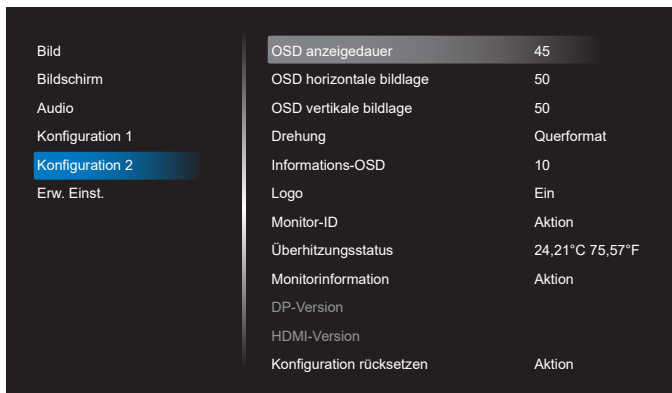 Bild
Bildschirm
Audio
Konfiguration 1
Konfiguration 2
Erw. Einst.
OSD anzeigedauer 45
OSD horizontale bildlage 50
OSD vertikale bildlage 50
Drehung Querformat
Informations-OSD 10
Logo Ein
Monitor-ID Aktion
Überhitzungsstatus 24,21°C 75,57°F
Monitorinformation Aktion
DP-Version
HDMI-Version
Konfiguration rücksetzen Aktion